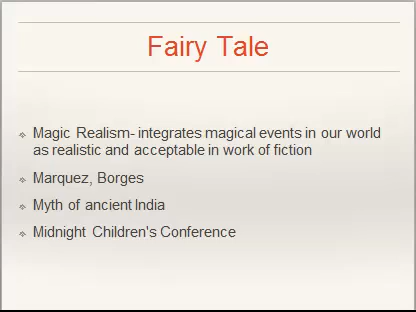 Fairy Tale
Magic Realism- integrates magical events in our world
as realistic and acceptable in work of fiction
Marquez, Borges
Myth of ancient India
Midnight Children's Conference